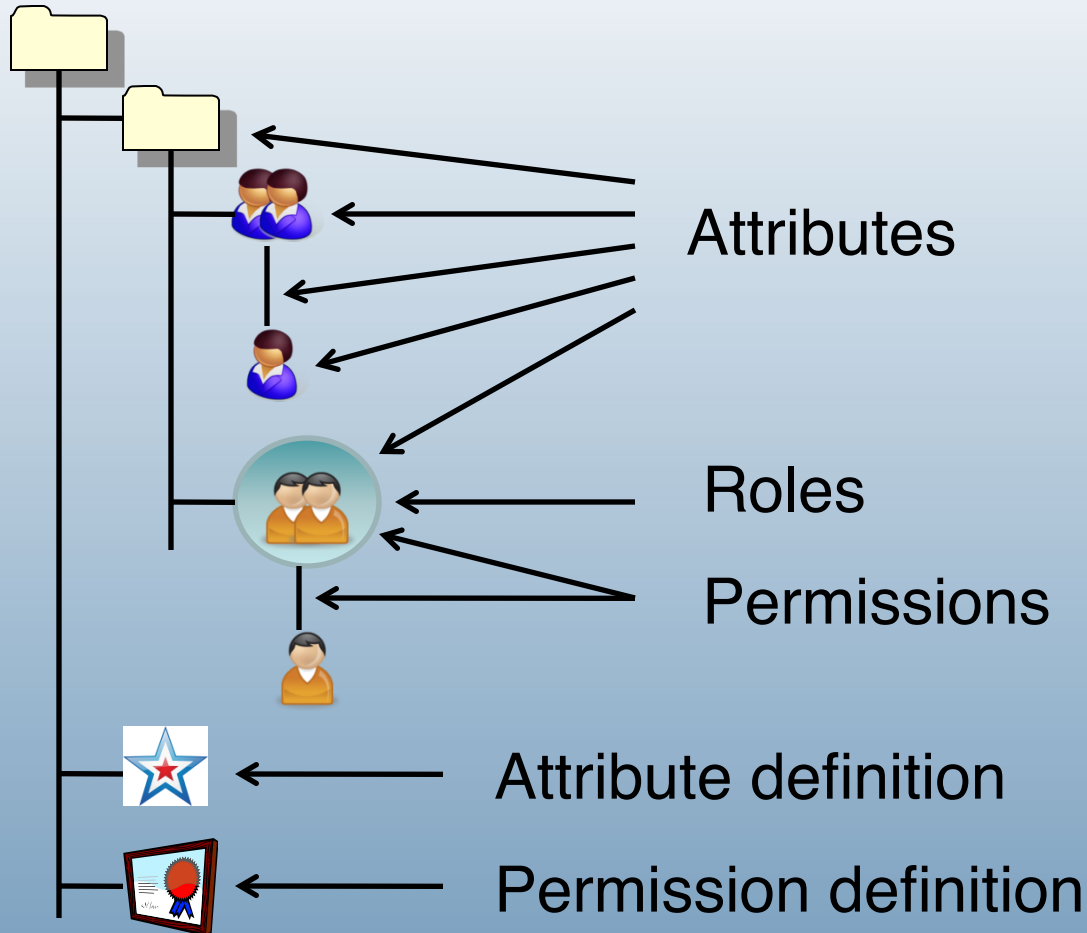 Attributes
Roles
Permissions
Attribute definition
Permission definition